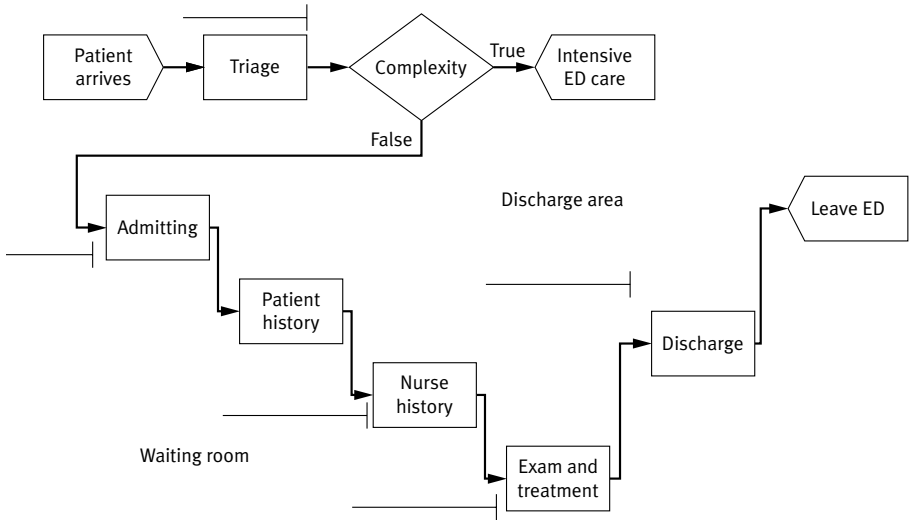 Patient
arrives
Triage
Complexity
True
Intensive
ED care
False
Admitting
Discharge area
Leave ED
Patient
history
Discharge
Nurse
history
Waiting room
Exam and
treatment